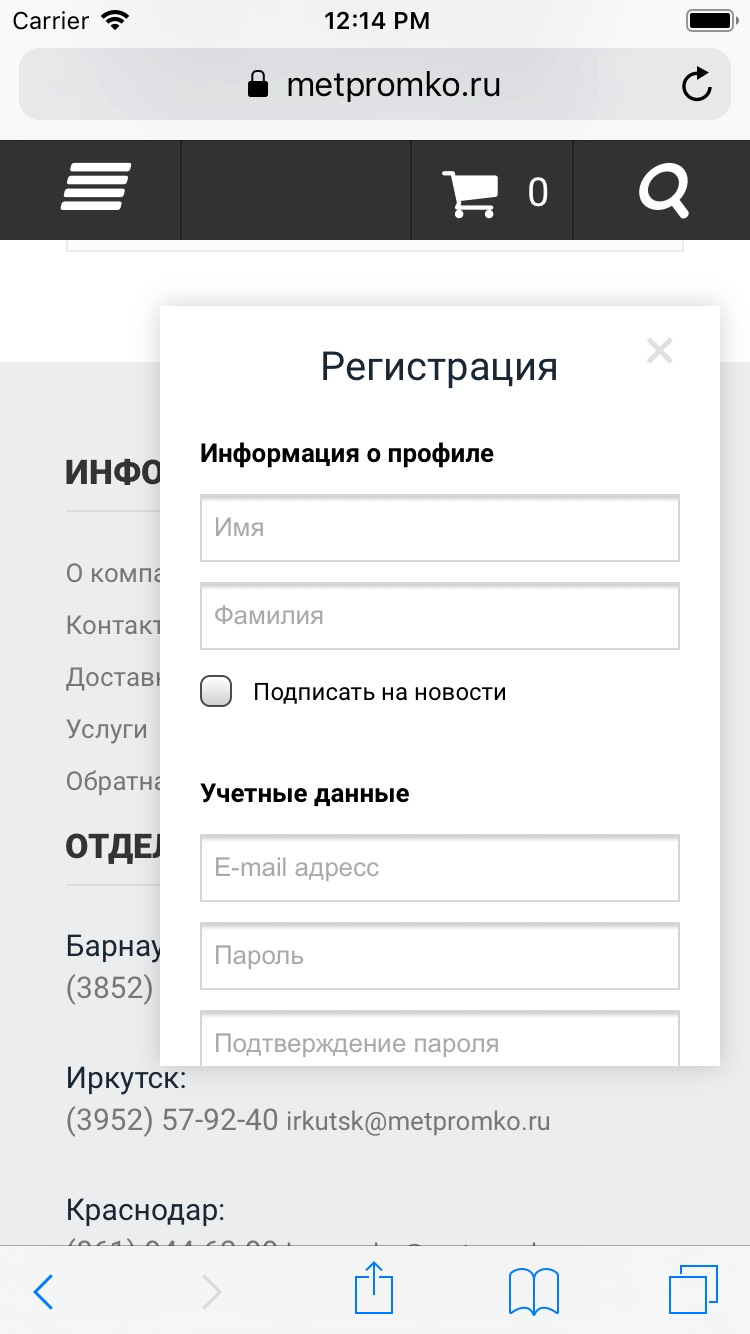 Carrier 12:14 PM
metpromko.ru
0
Регистрация
Информация о профиле
ИНФО
Имя
О компа
Фамилия
Контакт
Доставк
Подписать на новости
Услуги
Обратна
Учетные данные
ОТДЕЛ
E-mail адресс
Барнау
Пароль
(3852)
Подтверждение пароля
Иркутск:
(3952) 57-92-40 irkutsk@metpromko.ru
Краснодар: